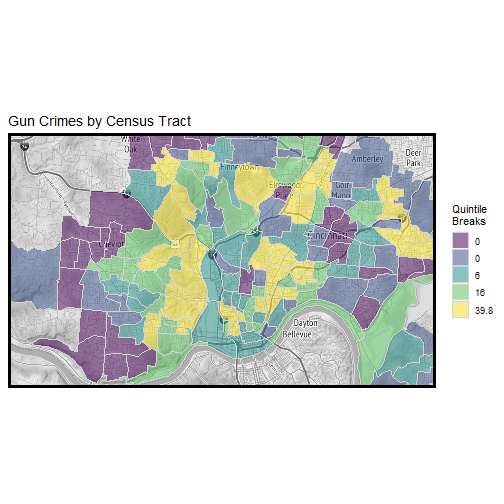 Gun Crimes by Census Tract
White
Oak
Finneytown
Amberley
Deer
Park
Elmwood
Place
Golf
Manor
Cheviot
Cincinnati
Dayton
Bellevue
Quintile
Breaks
0
0
6
16
39.8